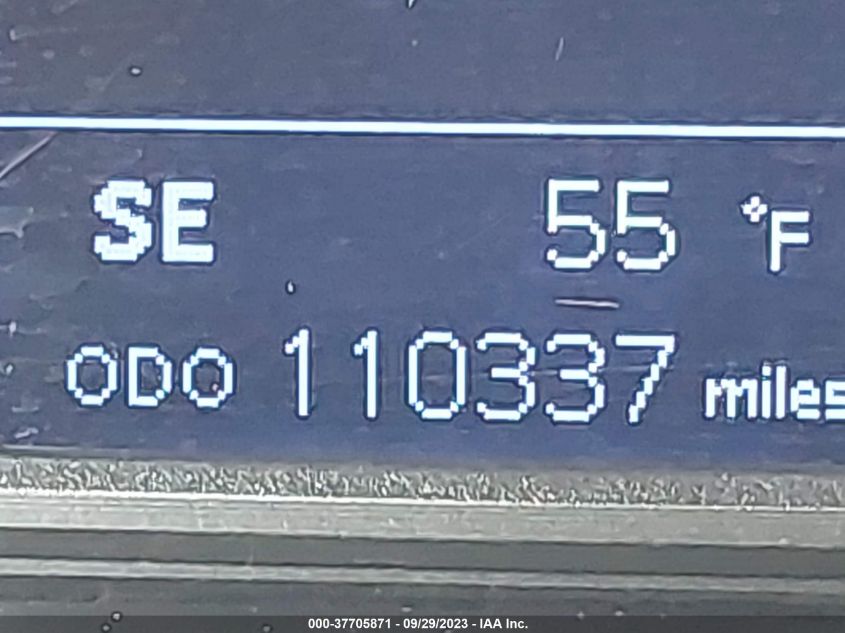 SE 55 °F
ODO 110337 miles
000-37705871 - 09/29/2023 - IAA Inc.